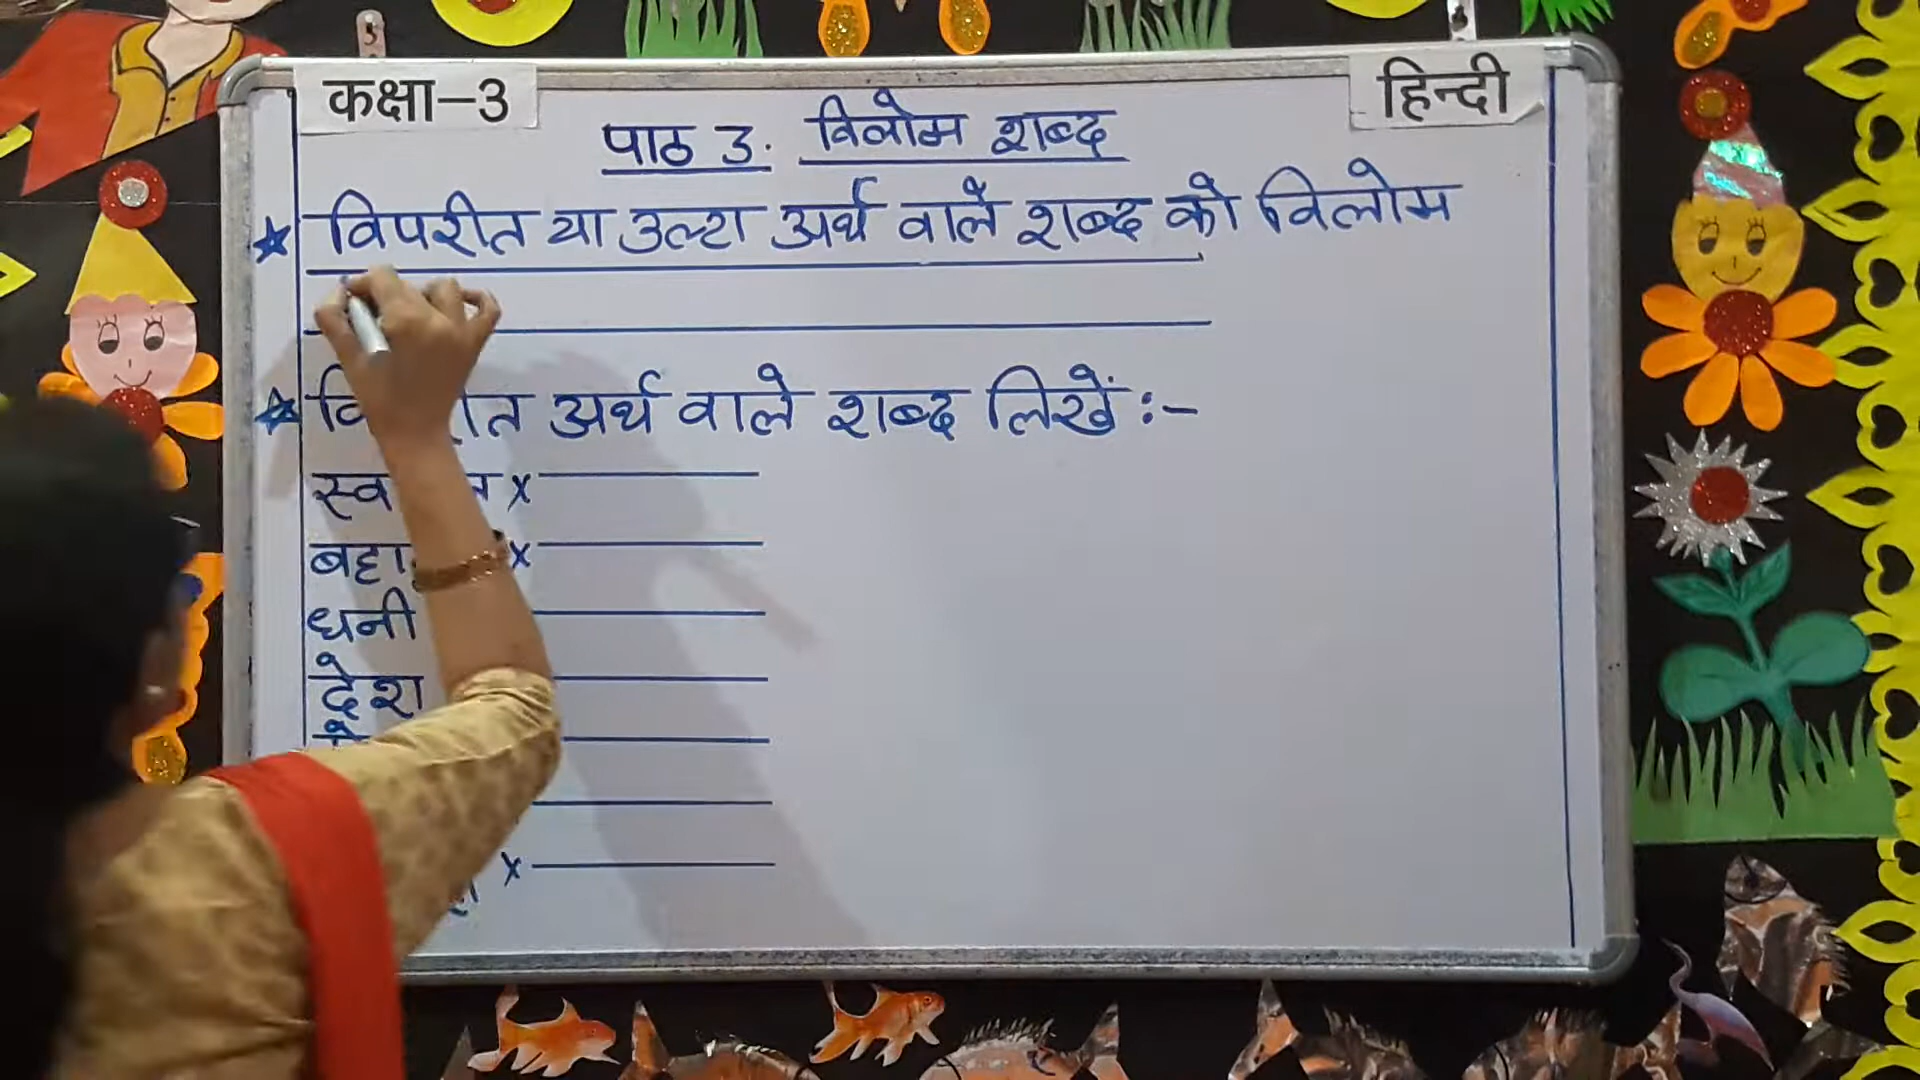 कक्षा–3
हिन्दी
पाठ 3. विलोम शब्द
विपरीत या उल्टा अर्थ वाले शब्द को विलोम
अर्थ वाले शब्द लिखें :-
x
x
धनी
देश
x